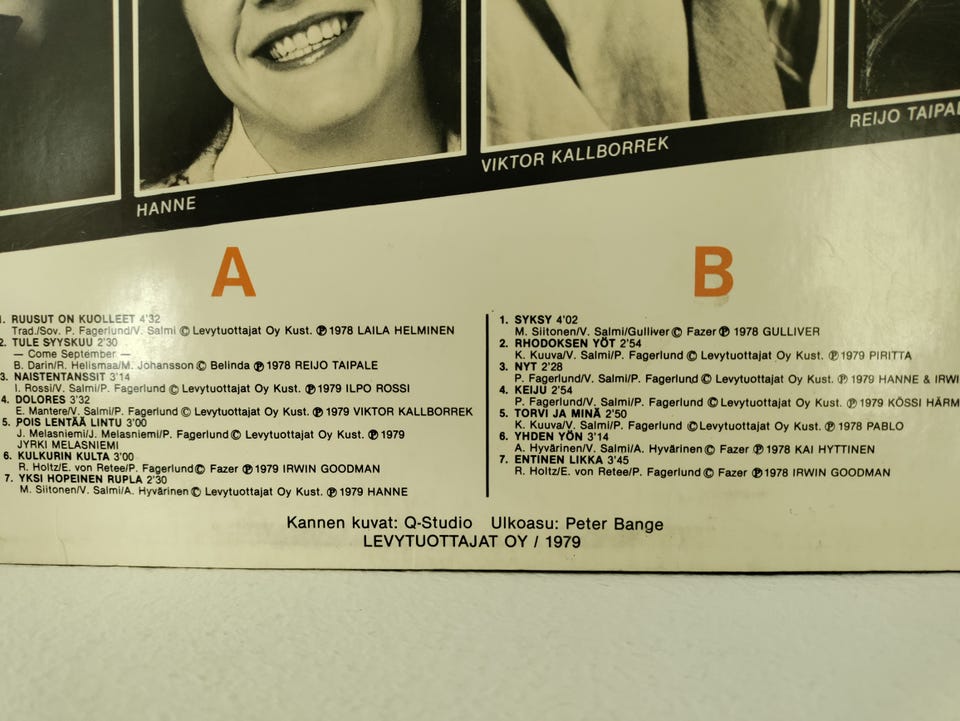 HANNE
VIKTOR KALLBORREK
REIJO
A
1. RUUSUT ON KUOLLEET 4'32
Trad./Sov. P. Fagerlund/V. Salmi © Levytuottajat Oy Kust. ℗ 1978 LAILA HELMINEN
2. TULE SYYSKUU 2'30
— Come September —
B. Darin/R. Helismaa/M. Johansson © Belinda ℗ 1978 REIJO TAIPALE
3. NAISTENTANSSIT 3'14
I. Rossi/V. Salmi/P. Fagerlund © Levytuottajat Oy Kust. ℗ 1979 ILPO ROSSI
4. DOLORES 3'32
E. Mantere/V. Salmi/P. Fagerlund © Levytuottajat Oy Kust. ℗ 1979 VIKTOR KALLBORREK
5. POIS LENTÄÄ LINTU 3'00
J. Melasniemi/J. Melasniemi/P. Fagerlund © Levytuottajat Oy Kust. ℗ 1979
JYRKI MELASNIEMI
6. KULKURIN KULTA 3'00
R. Holtz/E. von Retee/P. Fagerlund © Fazer ℗ 1979 IRWIN GOODMAN
7. YKSI HOPEINEN RUPLA 2'30
M. Siitonen/V. Salmi/A. Hyvärinen © Levytuottajat Oy Kust. ℗ 1979 HANNE
B
1. SYKSY 4'02
M. Siitonen/V. Salmi/Gulliver © Fazer ℗ 1978 GULLIVER
2. RHODOKSEN YÖT 2'54
K. Kuuva/V. Salmi/P. Fagerlund © Levytuottajat Oy Kust. ℗ 1979 PIRITTA
3. NYT 2'28
P. Fagerlund/V. Salmi/P. Fagerlund © Levytuottajat Oy Kust. ℗ 1979 HANNE &
4. KEIJU 2'54
P. Fagerlund/V. Salmi/P. Fagerlund © Levytuottajat Oy Kust. ℗ 1979 KÖSSI
5. TORVI JA MINÄ 2'50
K. Kuuva/V. Salmi/P. Fagerlund © Levytuottajat Oy Kust. ℗ 1978 PABLO
6. YHDEN YÖN 3'14
A. Hyvärinen/V. Salmi/A. Hyvärinen © Fazer ℗ 1978 KAI HYTTINEN
7. ENTINEN LIKKA 3'45
R. Holtz/E. von Retee/P. Fagerlund © Fazer ℗ 1978 IRWIN GOODMAN
Kannen kuvat: Q-Studio Ulkoasu: Peter Bange
LEVYTUOTTAJAT OY / 1979